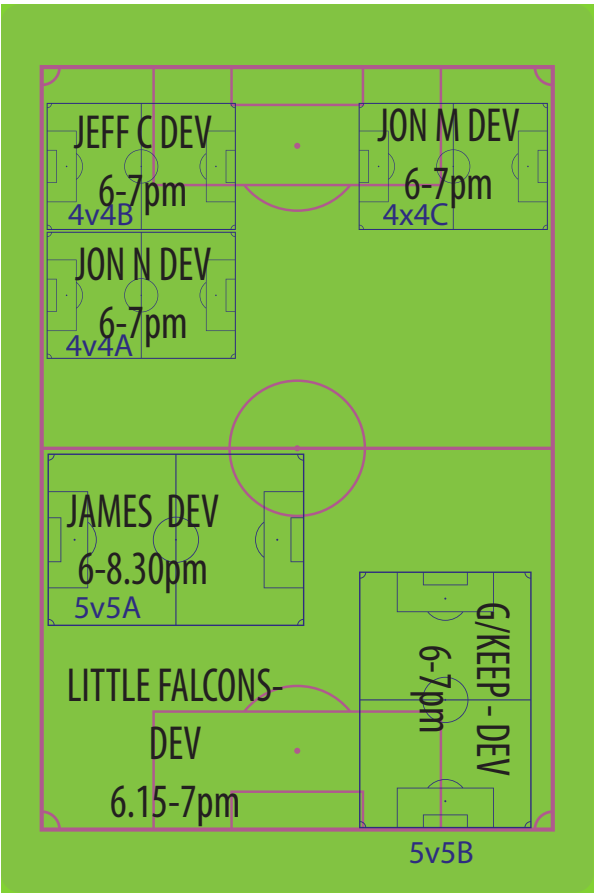 JEFF C DEV
6-7pm
4v4B
JON M DEV
6-7pm
4x4C
JON N DEV
6-7pm
4v4A
JAMES DEV
6-8.30pm
5v5A
G/KEEP - DEV
6-7pm
LITTLE FALCONS-
DEV
6.15-7pm
5v5B